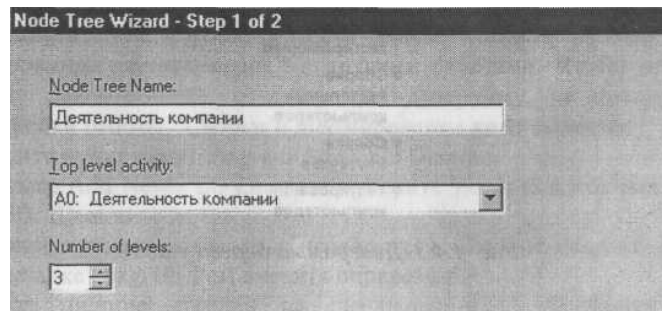 Node Tree Wizard - Step 1 of 2
Node Tree Name:
Деятельность компании
Top level activity:
A0: Деятельность компании
Number of levels:
3